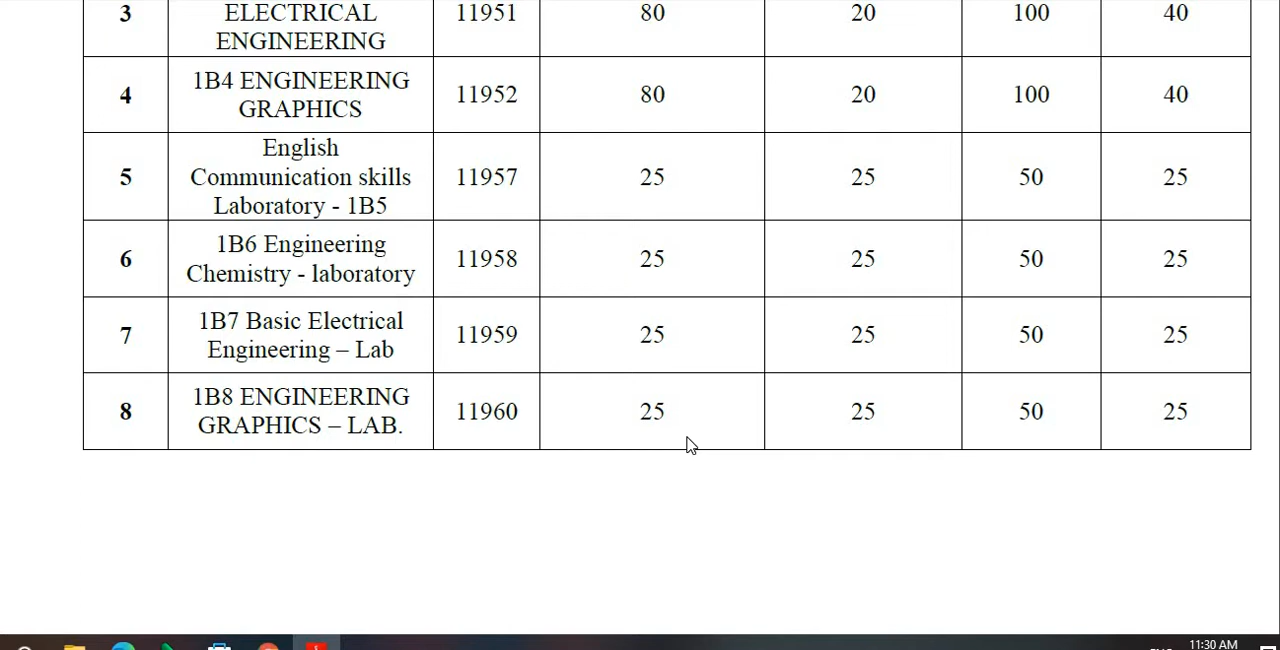 3 ELECTRICAL ENGINEERING 11951 80 20 100 40
4 1B4 ENGINEERING GRAPHICS 11952 80 20 100 40
5 English Communication skills Laboratory - 1B5 11957 25 25 50 25
6 1B6 Engineering Chemistry - laboratory 11958 25 25 50 25
7 1B7 Basic Electrical Engineering – Lab 11959 25 25 50 25
8 1B8 ENGINEERING GRAPHICS – LAB. 11960 25 25 50 25
11:30 AM